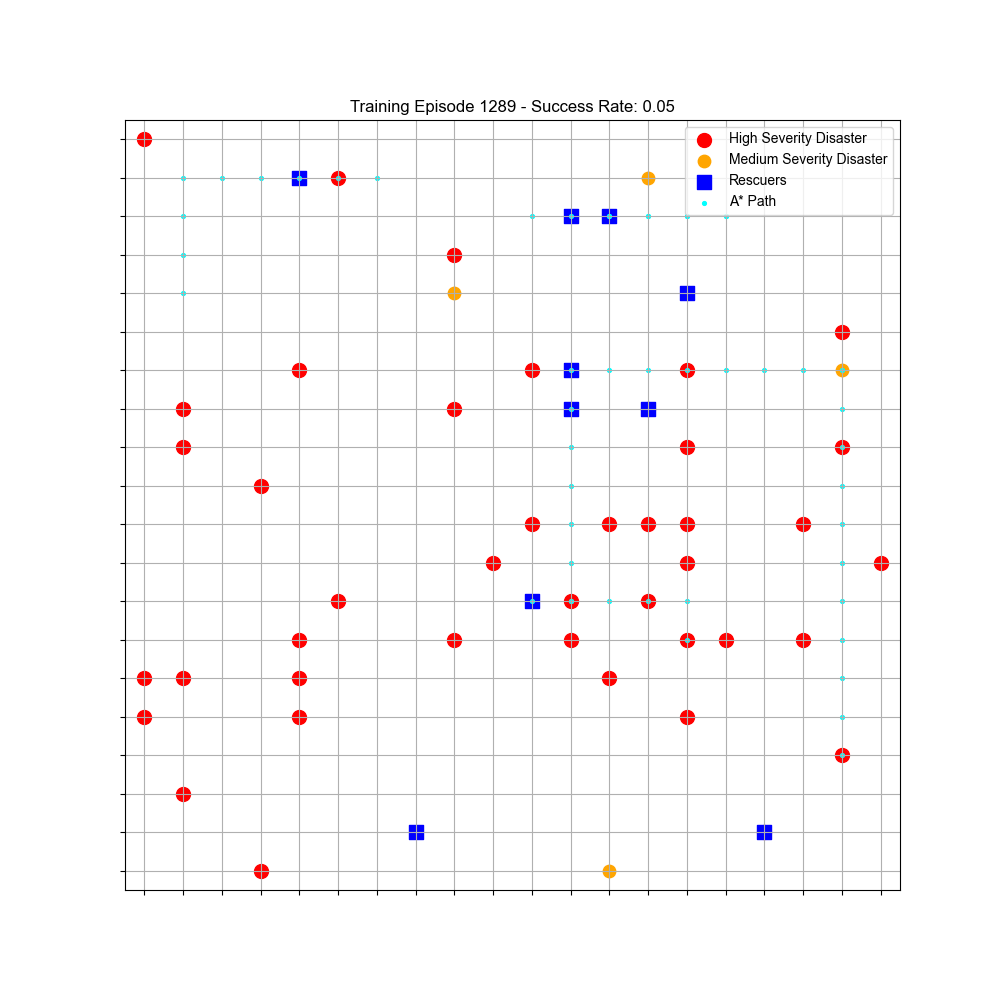 Training Episode 1289 - Success Rate: 0.05
High Severity Disaster
Medium Severity Disaster
Rescuers
A* Path